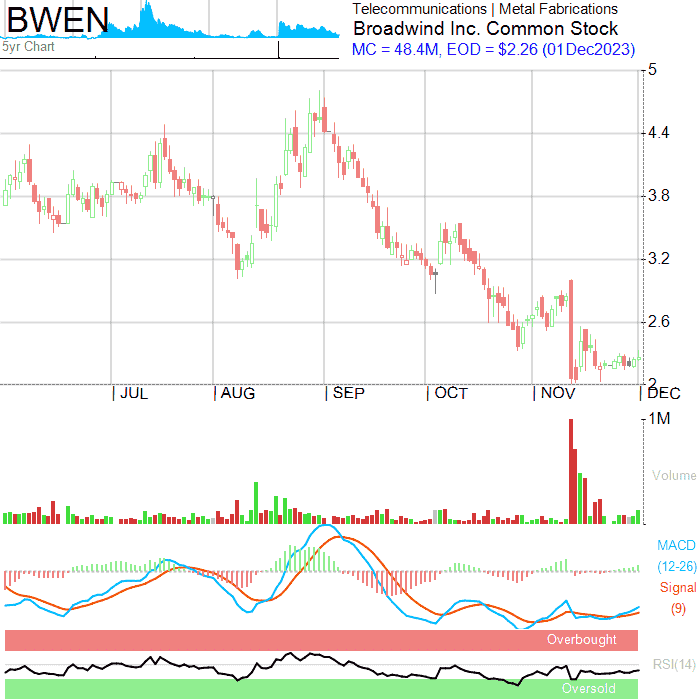 BWEN
5yr Chart
Telecommunications | Metal Fabrications
Broadwind Inc. Common Stock
MC = 48.4M, EOD = $2.26 (01Dec2023)
5
4.4
3.8
3.2
2.6
2
JUL AUG SEP OCT NOV DEC
1M
Volume
MACD
(12-26)
Signal
(9)
Overbought
RSI(14)
Oversold